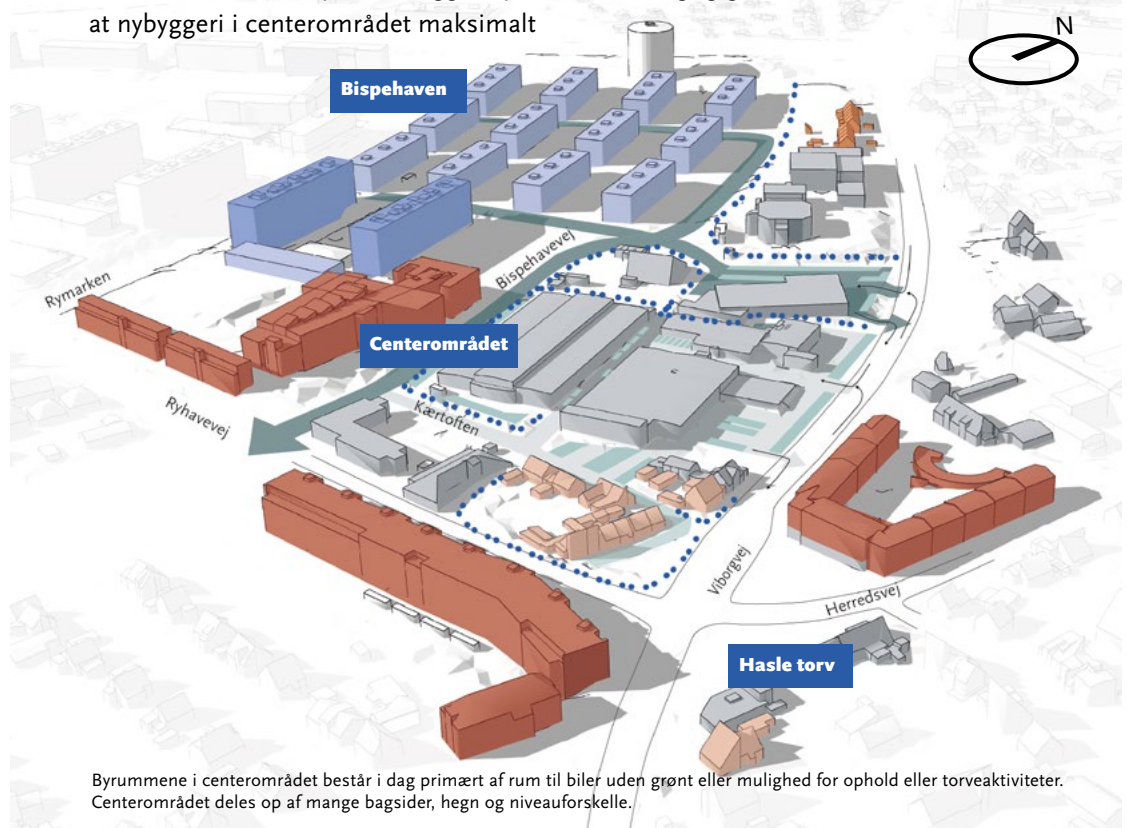 at nybyggeri i centerområdet maksimalt
N
Bispehaven
Bispehavevej
Rymarken
Centerområdet
Ryhavevej
Kærtoften
Viborgvej
Herredsvej
Hasle torv
Byrummene i centerområdet består i dag primært af rum til biler uden grønt eller mulighed for ophold eller torveaktiviteter.
Centerområdet deles op af mange bagsider, hegn og niveauforskelle.